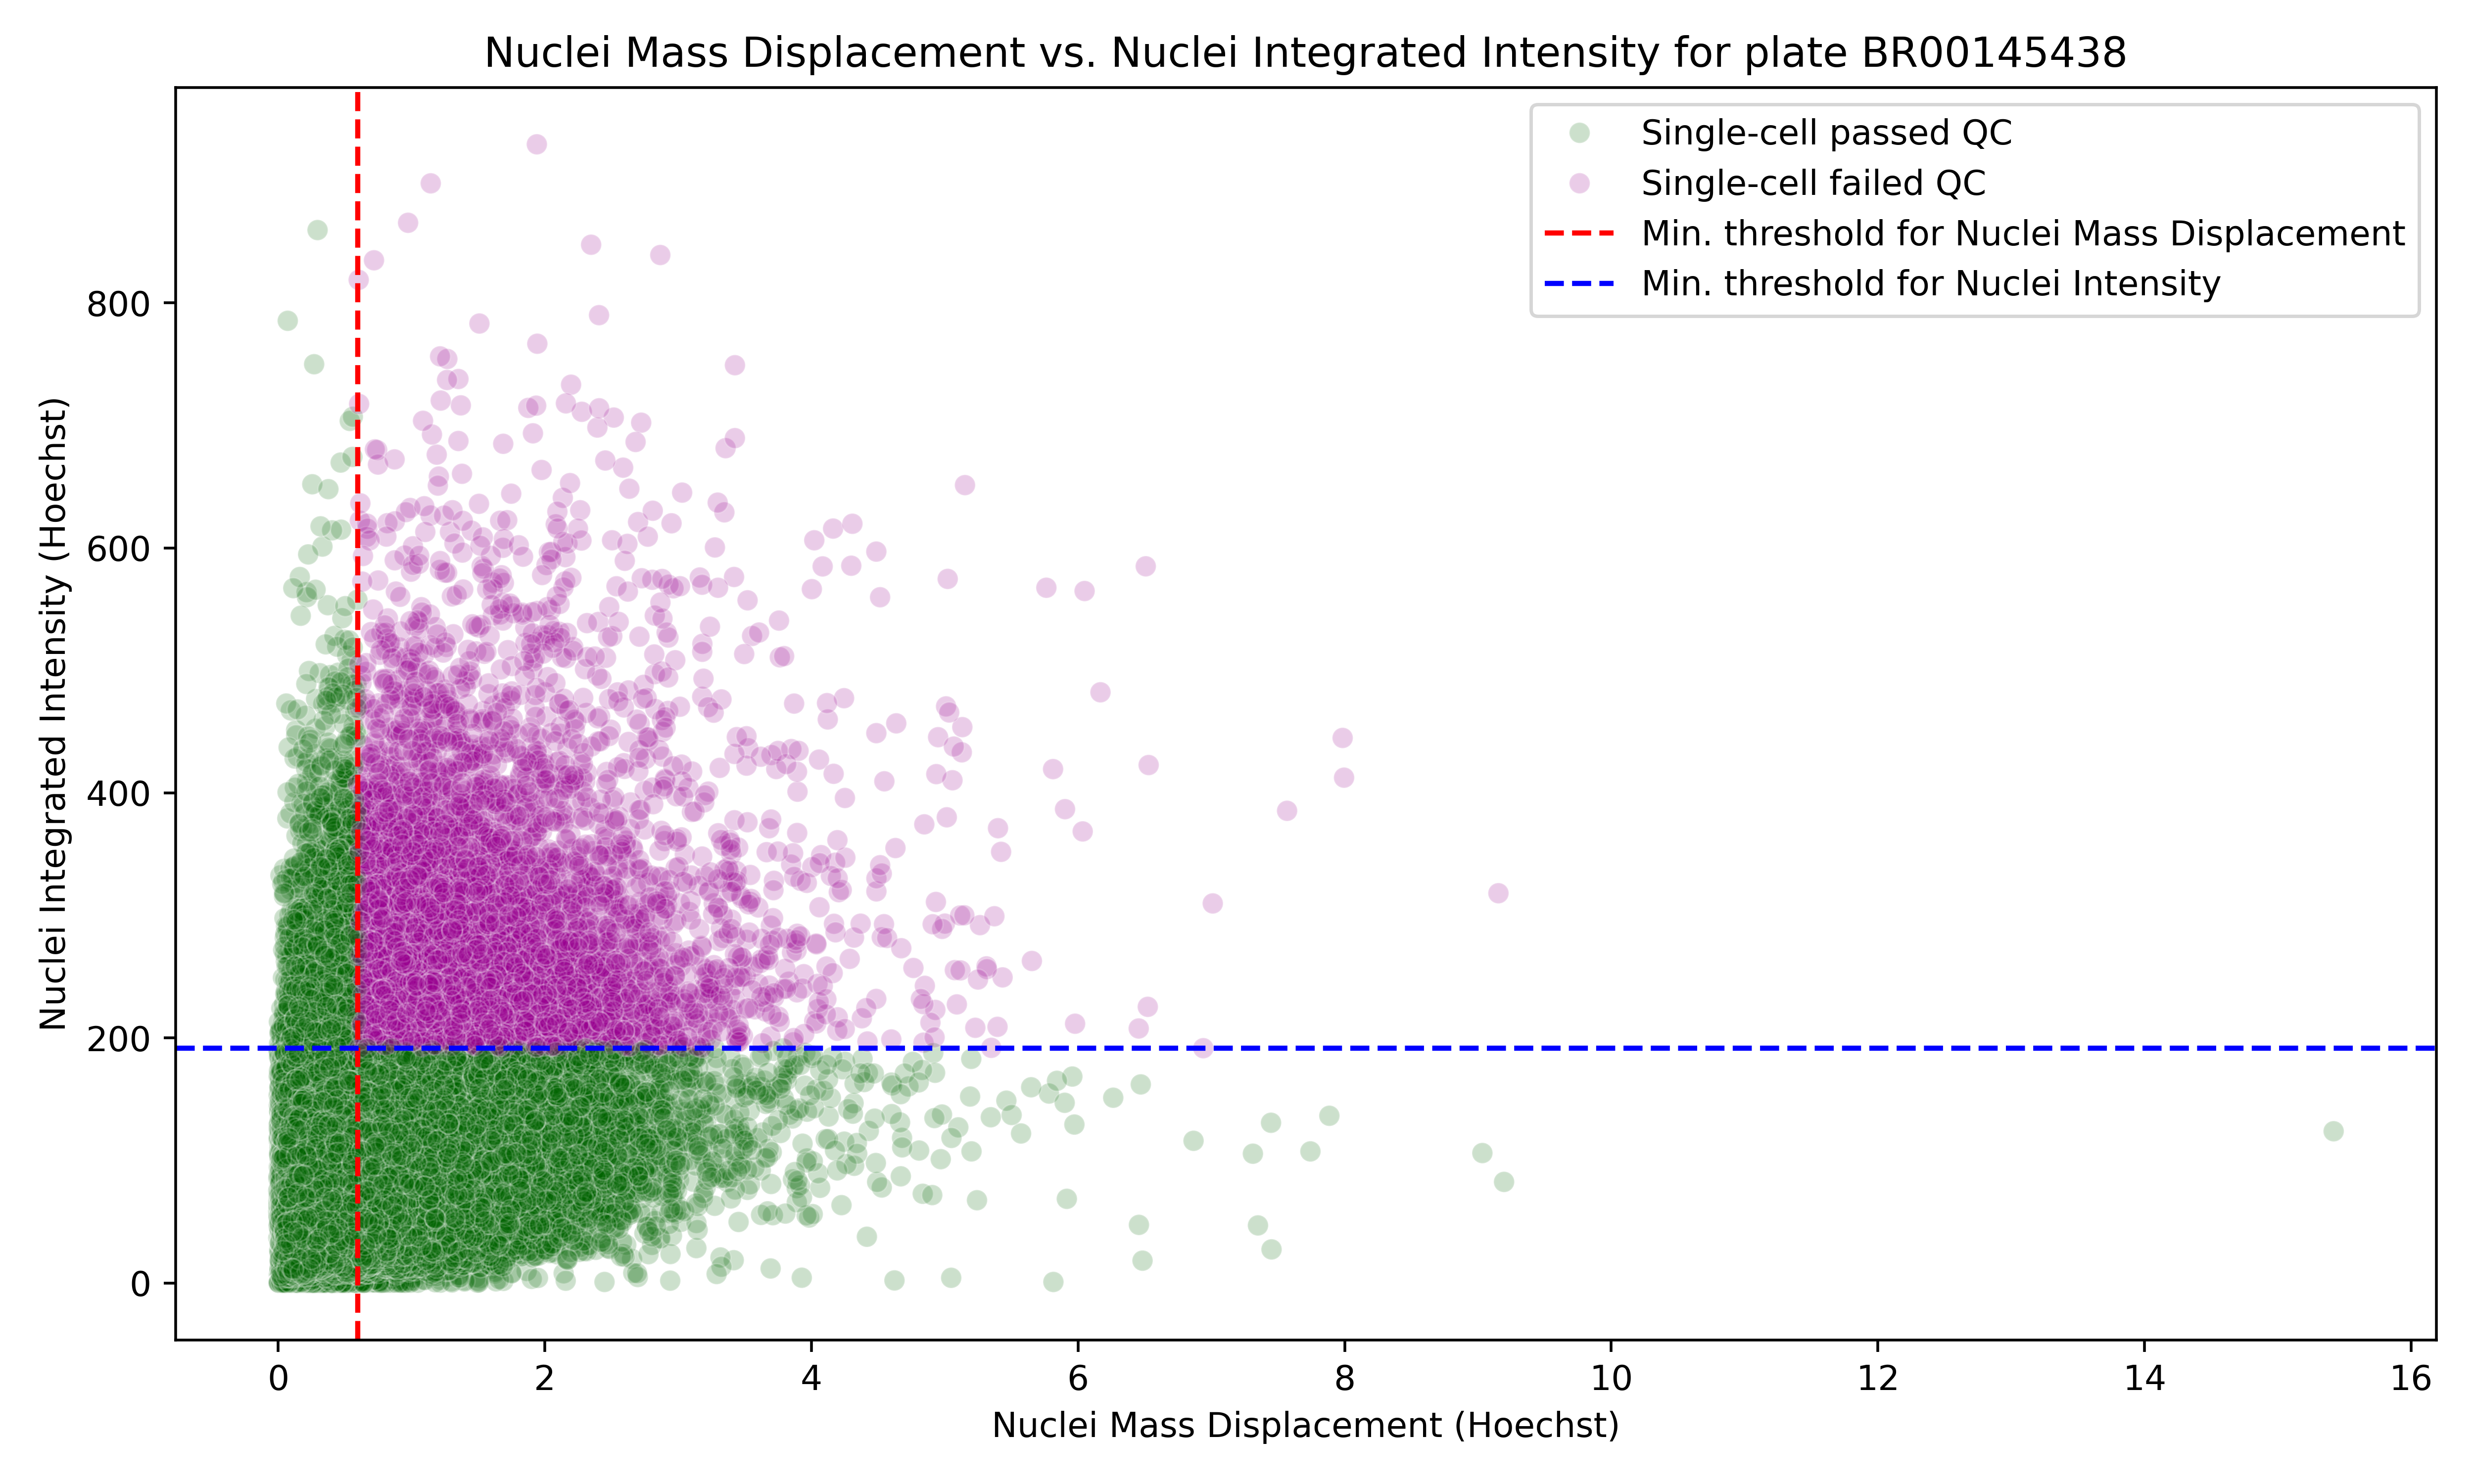 Nuclei Mass Displacement vs. Nuclei Integrated Intensity for plate BR00145438
Single-cell passed QC
Single-cell failed QC
Min. threshold for Nuclei Mass Displacement
Min. threshold for Nuclei Intensity
Nuclei Integrated Intensity (Hoechst)
800
600
400
200
0
0 2 4 6 8 10 12 14 16
Nuclei Mass Displacement (Hoechst)